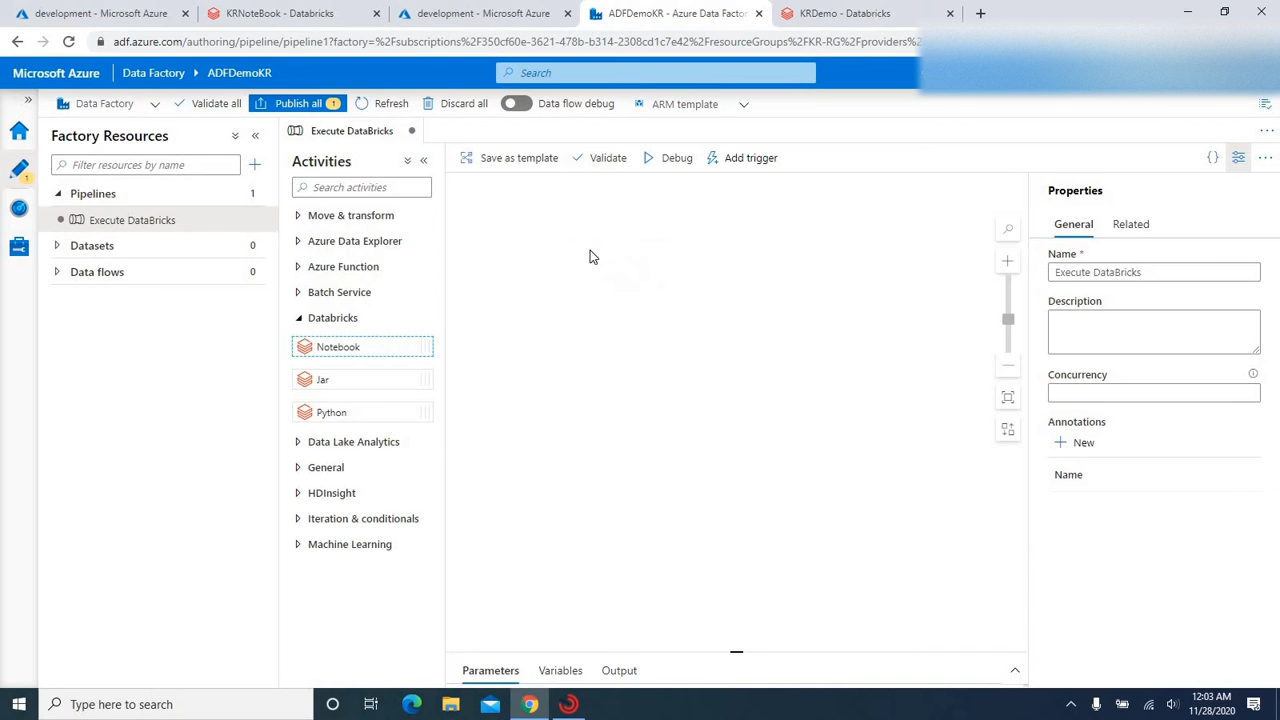 development - Microsoft Azure
KRNoteBook - Databricks
development - Microsoft Azure
ADFDemoKR - Azure Data Factor
KRDemo - Databricks
adf.azure.com/authoring/pipeline/pipeline1?factory=%2Fsubscriptions%2F350cf60e-3621-478b-b314-2308cd1c7e42%2FresourceGroups%2FKR-RG%2Fproviders%2
Microsoft Azure
Data Factory
ADFDemoKR
Search
Data Factory
Validate all
Publish all
1
Refresh
Discard all
Data flow debug
ARM template
Factory Resources
Filter resources by name
Pipelines
1
Execute DataBricks
Datasets
0
Data flows
0
1
Execute DataBricks
Activities
Search activities
Move & transform
Azure Data Explorer
Azure Function
Batch Service
Databricks
Notebook
Jar
Python
Data Lake Analytics
General
HDInsight
Iteration & conditionals
Machine Learning
Save as template
Validate
Debug
Add trigger
{}
Parameters
Variables
Output
Properties
General
Related
Name *
Execute DataBricks
Description
Concurrency
Annotations
New
Name
Type here to search
12:03 AM
11/28/2020